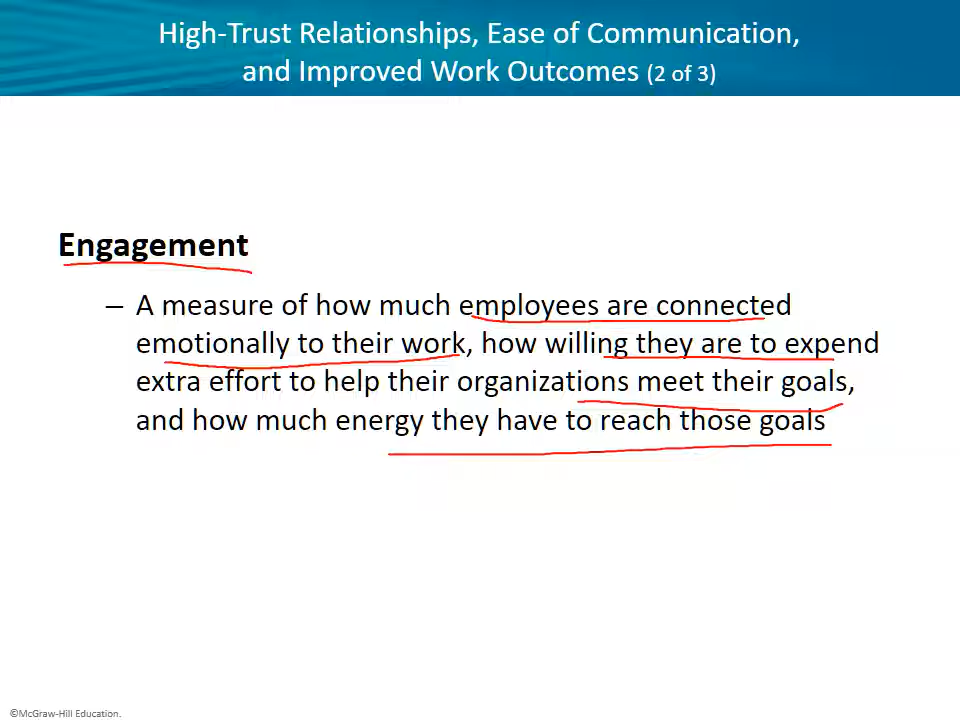 High-Trust Relationships, Ease of Communication,
and Improved Work Outcomes (2 of 3)
Engagement
– A measure of how much employees are connected
emotionally to their work, how willing they are to expend
extra effort to help their organizations meet their goals,
and how much energy they have to reach those goals
©McGraw-Hill Education.